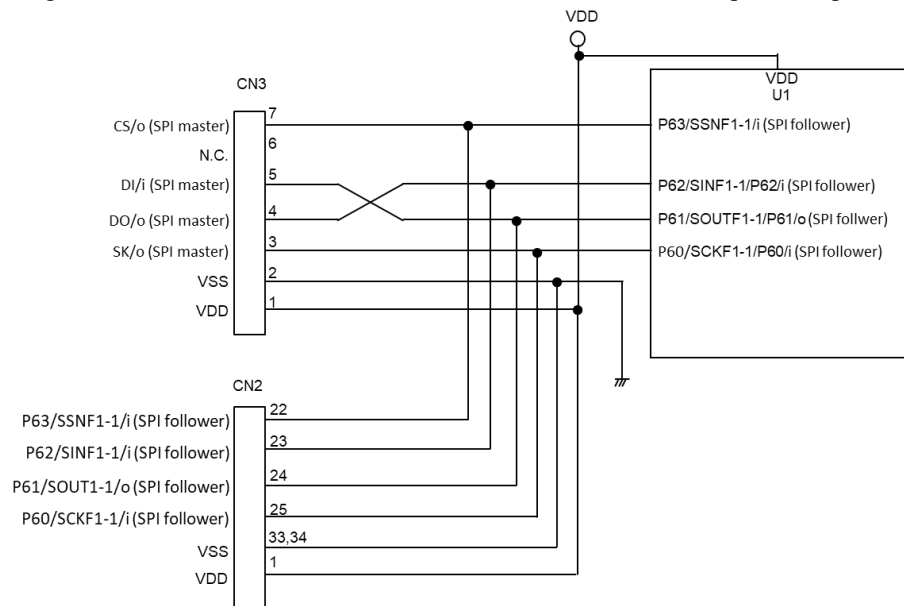 VDD
CN3
VDD
U1
CS/o (SPI master)
7
P63/SSNF1-1/i (SPI follower)
N.C.
6
DI/i (SPI master)
5
P62/SINF1-1/P62/i (SPI follower)
DO/o (SPI master)
4
P61/SOUTF1-1/P61/o (SPI follwer)
SK/o (SPI master)
3
P60/SCKF1-1/P60/i (SPI follower)
VSS
2
VDD
1
CN2
P63/SSNF1-1/i (SPI follower)
22
P62/SINF1-1/i (SPI follower)
23
P61/SOUT1-1/o (SPI follower)
24
P60/SCKF1-1/i (SPI follower)
25
VSS
33,34
VDD
1